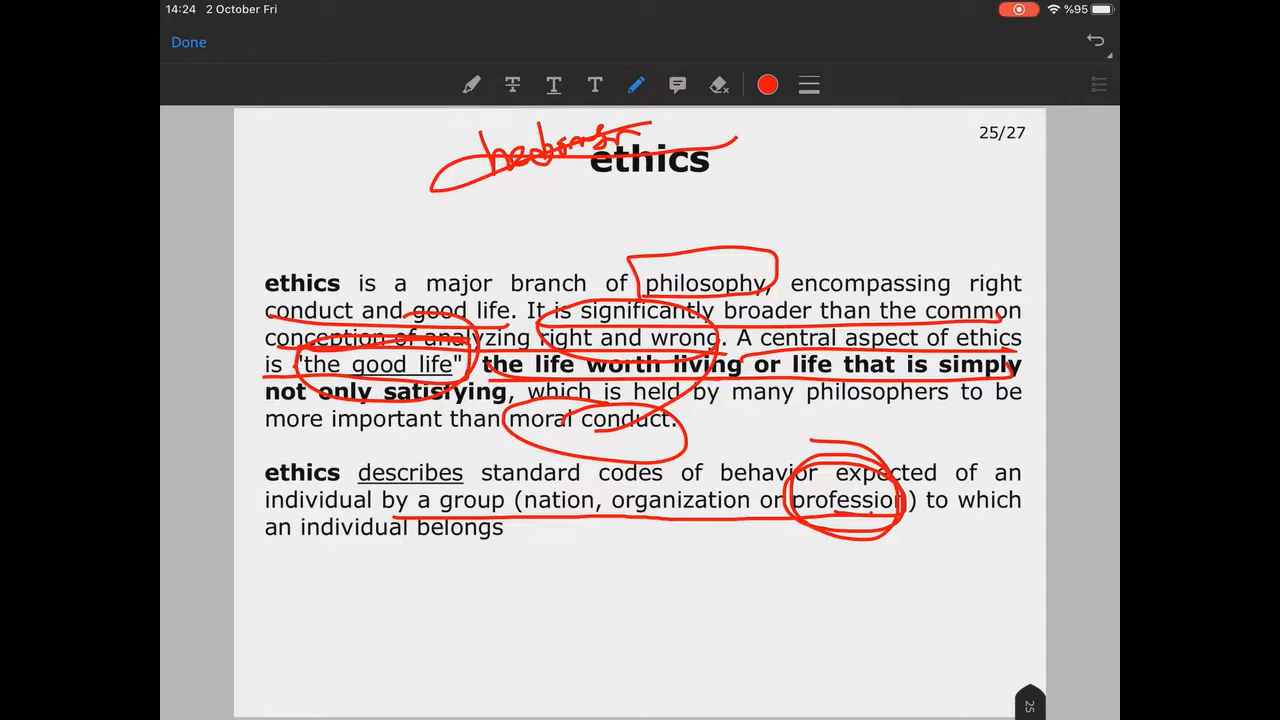 14:24 2 October Fri %95
Done
25/27
ethics
ethics is a major branch of philosophy, encompassing right
conduct and good life. It is significantly broader than the common
conception of analyzing right and wrong. A central aspect of ethics
is "the good life" the life worth living or life that is simply
not only satisfying, which is held by many philosophers to be
more important than moral conduct.
ethics describes standard codes of behavior expected of an
individual by a group (nation, organization or profession) to which
an individual belongs
25